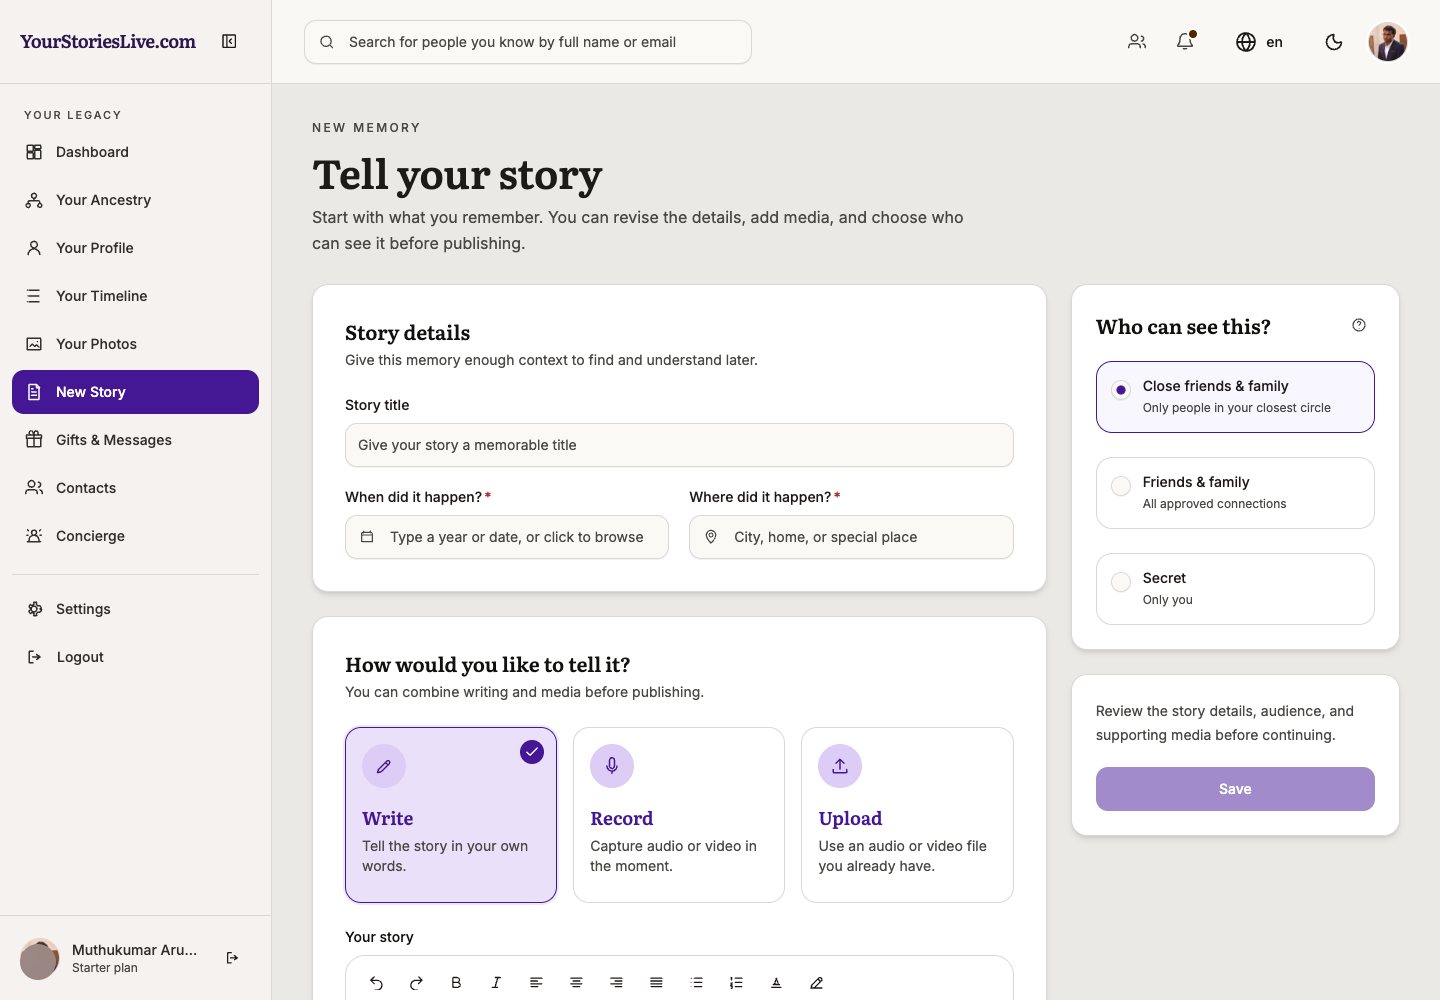 YourStoriesLive.com
Search for people you know by full name or email
en
YOUR LEGACY
Dashboard
Your Ancestry
Your Profile
Your Timeline
Your Photos
New Story
Gifts & Messages
Contacts
Concierge
Settings
Logout
Muthukumar Aru...
Starter plan
NEW MEMORY
Tell your story
Start with what you remember. You can revise the details, add media, and choose who
can see it before publishing.
Story details
Give this memory enough context to find and understand later.
Story title
Give your story a memorable title
When did it happen?*
Where did it happen?*
Type a year or date, or click to browse
City, home, or special place
How would you like to tell it?
You can combine writing and media before publishing.
Write
Tell the story in your own
words.
Record
Capture audio or video in
the moment.
Upload
Use an audio or video file
you already have.
Your story
Who can see this?
Close friends & family
Only people in your closest circle
Friends & family
All approved connections
Secret
Only you
Review the story details, audience, and
supporting media before continuing.
Save